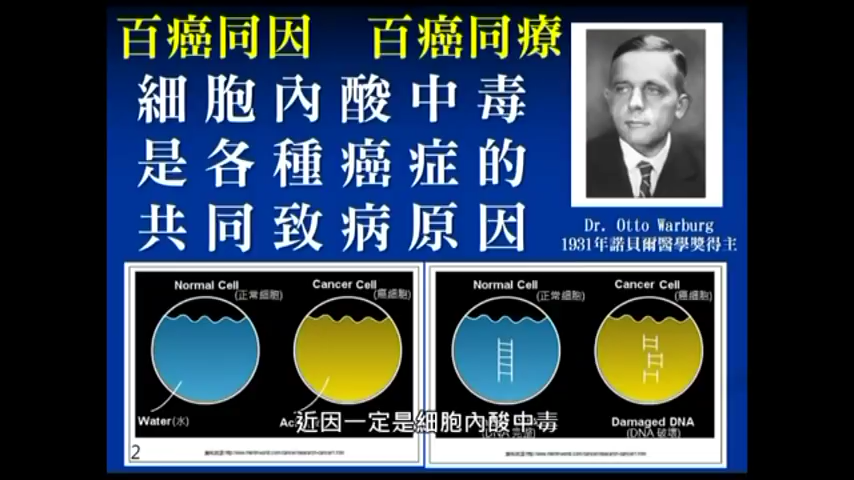 百癌同因 百癌同療
細胞內酸中毒
是各種癌症的
共同致病原因
Dr. Otto Warburg
1931年諾貝爾醫學獎得主
Normal Cell
(正常細胞)
Cancer Cell
(癌細胞)
Water(水)
Normal Cell
(正常細胞)
Cancer Cell
(癌細胞)
Damaged DNA
(DNA 破壞)
近因一定是細胞內酸中毒
2